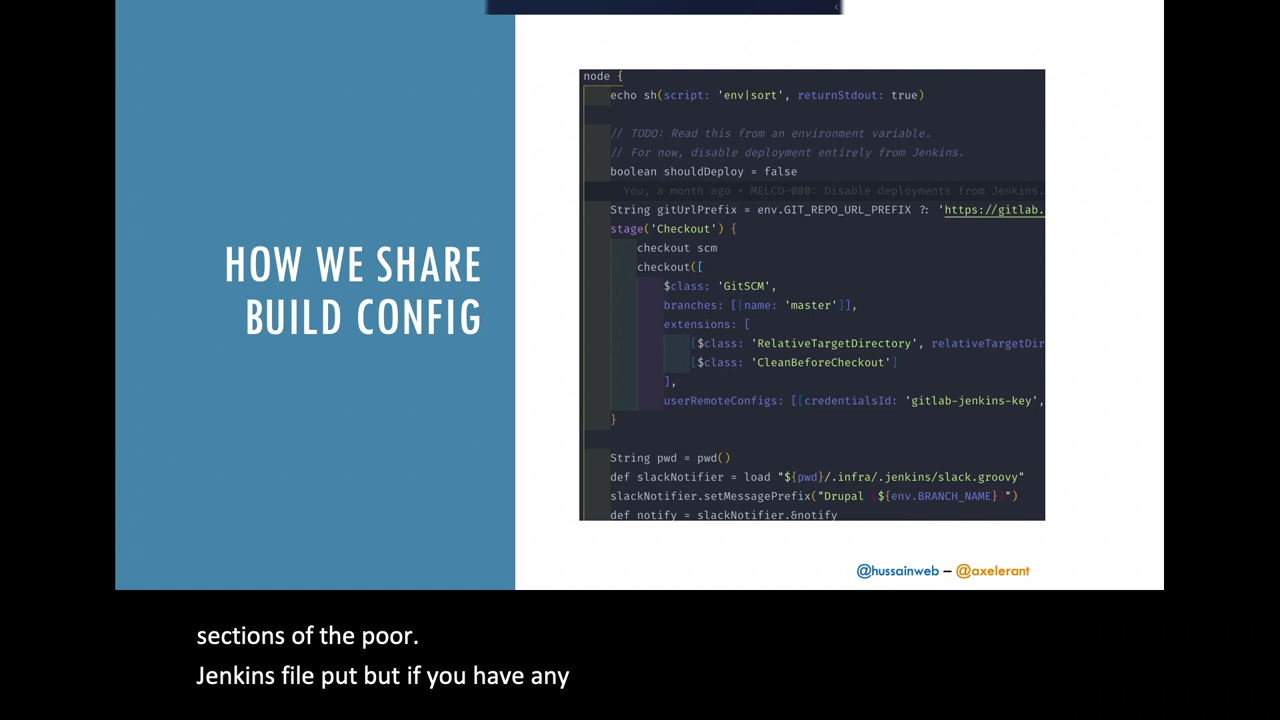 HOW WE SHARE
BUILD CONFIG
node {
echo sh(script: 'env|sort', returnStdout: true)
// TODO: Read this from an environment variable.
// For now, disable deployment entirely from Jenkins.
boolean shouldDeploy = false
You, a month ago • MELCO-000: Disable deployments from Jenkins.
String gitUrlPrefix = env.GIT_REPO_URL_PREFIX ?: 'https://gitlab.
stage('Checkout') {
checkout scm
checkout([
$class: 'GitSCM',
branches: [[name: 'master']],
extensions: [
[$class: 'RelativeTargetDirectory', relativeTargetDir
[$class: 'CleanBeforeCheckout']
],
userRemoteConfigs: [[credentialsId: 'gitlab-jenkins-key',
}
String pwd = pwd()
def slackNotifier = load "${pwd}/.infra/.jenkins/slack.groovy"
slackNotifier.setMessagePrefix("Drupal /${env.BRANCH_NAME} ")
def notify = slackNotifier.&notify
@hussainweb – @axelerant
sections of the poor.
Jenkins file put but if you have any